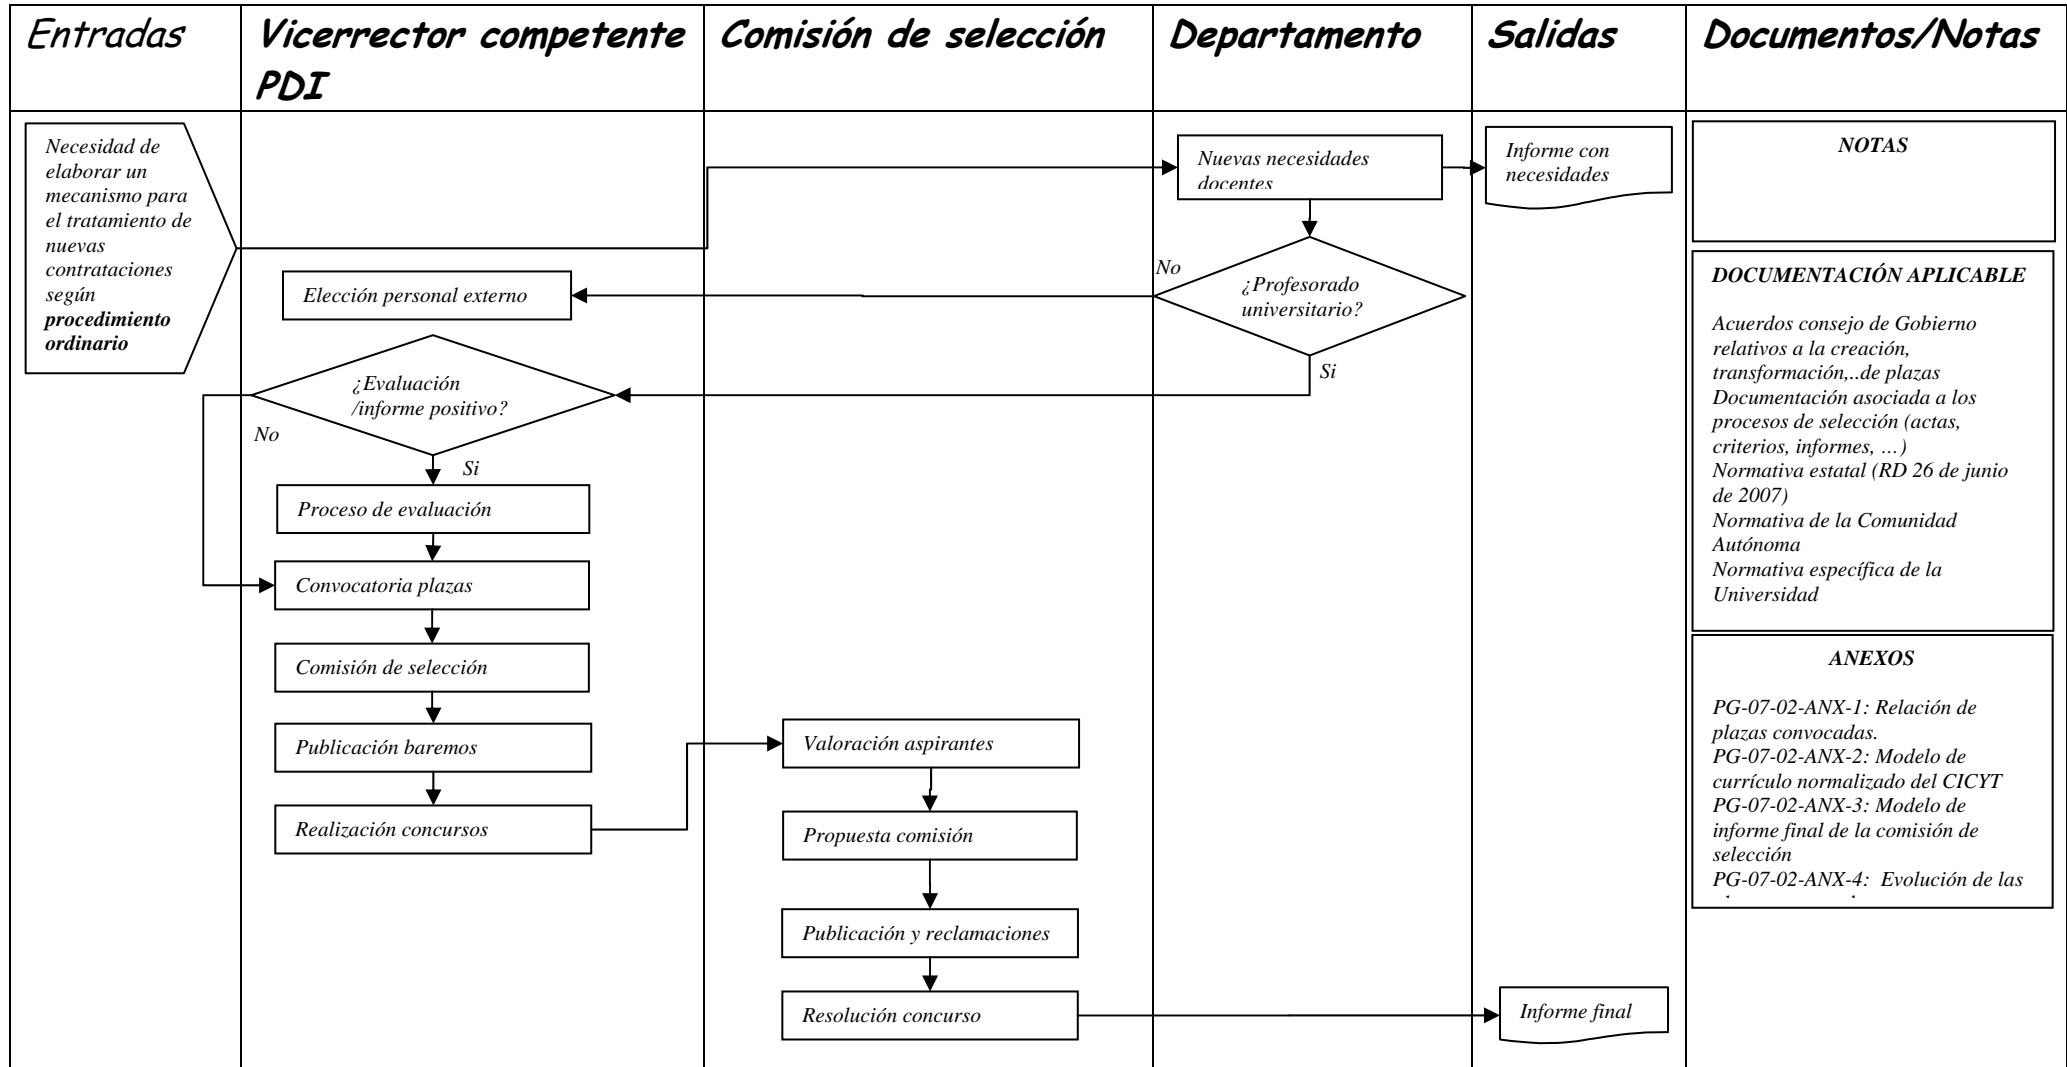 Entradas
Vicerrector competente
PDI
Comisión de selección
Departamento
Salidas
Documentos/Notas
Necesidad de
elaborar un
mecanismo para
el tratamiento de
nuevas
contrataciones
según
procedimiento
ordinario
Nuevas necesidades
docentes
Informe con
necesidades
No
¿Profesorado
universitario?
Si
Elección personal externo
¿Evaluación
/informe positivo?
No
Si
Proceso de evaluación
Convocatoria plazas
Comisión de selección
Publicación baremos
Realización concursos
Valoración aspirantes
Propuesta comisión
Publicación y reclamaciones
Resolución concurso
Informe final
NOTAS
DOCUMENTACIÓN APLICABLE
Acuerdos consejo de Gobierno
relativos a la creación,
transformación,..de plazas
Documentación asociada a los
procesos de selección (actas,
criterios, informes, …)
Normativa estatal (RD 26 de junio
de 2007)
Normativa de la Comunidad
Autónoma
Normativa específica de la
Universidad
ANEXOS
PG-07-02-ANX-1: Relación de
plazas convocadas.
PG-07-02-ANX-2: Modelo de
currículo normalizado del CICYT
PG-07-02-ANX-3: Modelo de
informe final de la comisión de
selección
PG-07-02-ANX-4: Evolución de las